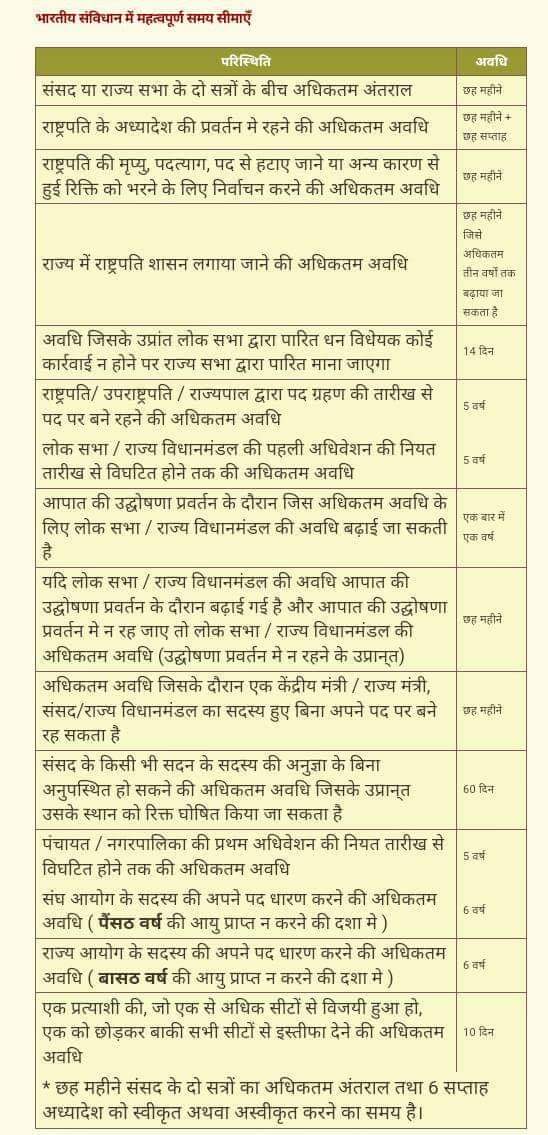 भारतीय संविधान में महत्वपूर्ण समय सीमाएँ
परिस्थिति
अवधि
संसद या राज्य सभा के दो सत्रों के बीच अधिकतम अंतराल
छह महीने
राष्ट्रपति के अध्यादेश की प्रवर्तन मे रहने की अधिकतम अवधि
छह महीने +
छह सप्ताह
राष्ट्रपति की मृप्यु, पदत्याग, पद से हटाए जाने या अन्य कारण से
हुई रिक्ति को भरने के लिए निर्वाचन करने की अधिकतम अवधि
छह महीने
राज्य में राष्ट्रपति शासन लगाया जाने की अधिकतम अवधि
छह महीने
जिसे
अधिकतम
तीन वर्षों तक
बढ़ाया जा
सकता है
अवधि जिसके उप्रांत लोक सभा द्वारा पारित धन विधेयक कोई
कार्रवाई न होने पर राज्य सभा द्वारा पारित माना जाएगा
14 दिन
राष्ट्रपति/ उपराष्ट्रपति / राज्यपाल द्वारा पद ग्रहण की तारीख से
पद पर बने रहने की अधिकतम अवधि
5 वर्ष
लोक सभा / राज्य विधानमंडल की पहली अधिवेशन की नियत
तारीख से विघटित होने तक की अधिकतम अवधि
5 वर्ष
आपात की उद्घोषणा प्रवर्तन के दौरान जिस अधिकतम अवधि के
लिए लोक सभा / राज्य विधानमंडल की अवधि बढ़ाई जा सकती
है
एक बार में
एक वर्ष
यदि लोक सभा / राज्य विधानमंडल की अवधि आपात की
उद्घोषणा प्रवर्तन के दौरान बढ़ाई गई है और आपात की उद्घोषणा
प्रवर्तन मे न रह जाए तो लोक सभा / राज्य विधानमंडल की
अधिकतम अवधि (उद्घोषणा प्रवर्तन मे न रहने के उप्रान्त)
छह महीने
अधिकतम अवधि जिसके दौरान एक केंद्रीय मंत्री / राज्य मंत्री,
संसद/राज्य विधानमंडल का सदस्य हुए बिना अपने पद पर बने
रह सकता है
छह महीने
संसद के किसी भी सदन के सदस्य की अनुज्ञा के बिना
अनुपस्थित हो सकने की अधिकतम अवधि जिसके उप्रान्त
उसके स्थान को रिक्त घोषित किया जा सकता है
60 दिन
पंचायत / नगरपालिका की प्रथम अधिवेशन की नियत तारीख से
विघटित होने तक की अधिकतम अवधि
5 वर्ष
संघ आयोग के सदस्य की अपने पद धारण करने की अधिकतम
अवधि ( पैंसठ वर्ष की आयु प्राप्त न करने की दशा मे )
6 वर्ष
राज्य आयोग के सदस्य की अपने पद धारण करने की अधिकतम
अवधि ( बासठ वर्ष की आयु प्राप्त न करने की दशा मे )
6 वर्ष
एक प्रत्याशी की, जो एक से अधिक सीटों से विजयी हुआ हो,
एक को छोड़कर बाकी सभी सीटों से इस्तीफा देने की अधिकतम
अवधि
10 दिन
* छह महीने संसद के दो सत्रों का अधिकतम अंतराल तथा 6 सप्ताह
अध्यादेश को स्वीकृत अथवा अस्वीकृत करने का समय है।